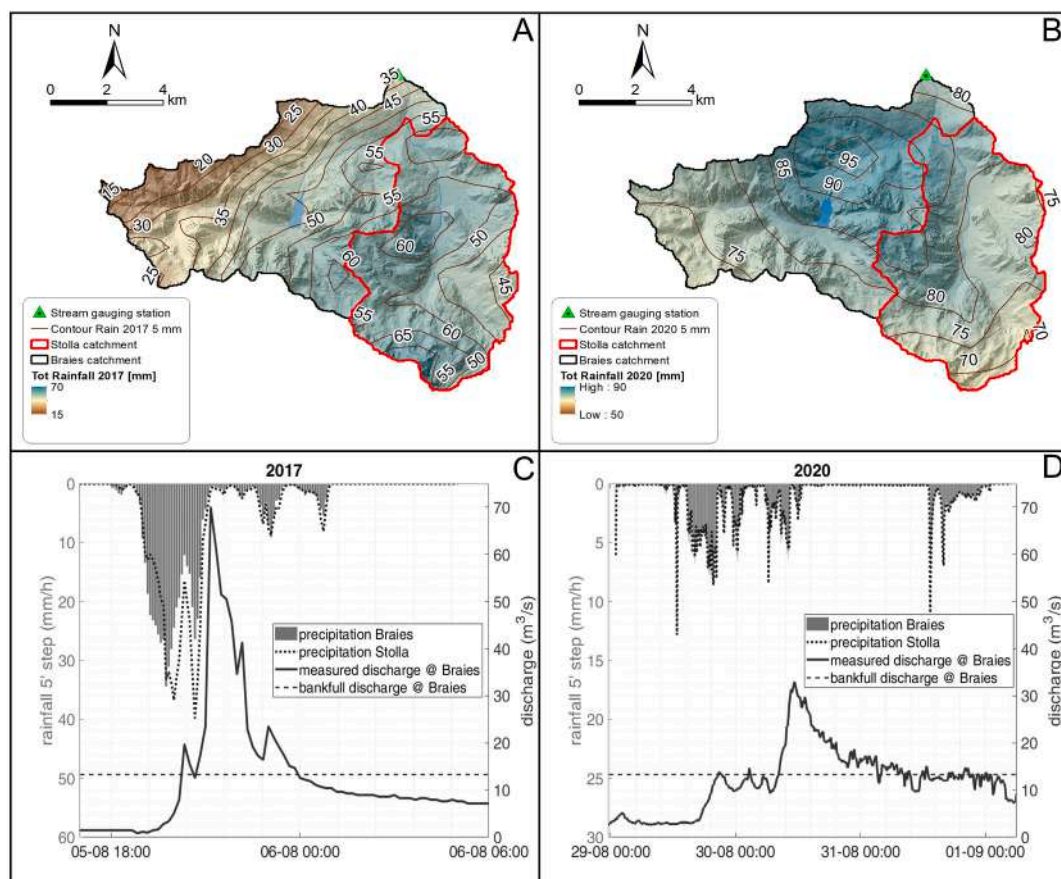 A
N
0 2 4
km
35
40
45
25
55
30
20
55
15
55
35
50
30
60
50
25
60
45
55
60
65
50
55
Stream gauging station
Contour Rain 2017 5 mm
Stolla catchment
Braies catchment
Tot Rainfall 2017 [mm]
70
15
B
N
0 2 4
km
80
95
85
90
75
75
80
80
75
70
70
Stream gauging station
Contour Rain 2020 5 mm
Stolla catchment
Braies catchment
Tot Rainfall 2020 [mm]
High : 90
Low : 50
C
2017
rainfall 5' step (mm/h)
0
10
20
30
40
50
60
70
60
50
40
30
20
10
0
discharge (m³/s)
precipitation Braies
precipitation Stolla
measured discharge @ Braies
bankfull discharge @ Braies
05-08 18:00 06-08 00:00 06-08 06:00
D
2020
rainfall 5' step (mm/h)
0
5
10
15
20
25
30
70
60
50
40
30
20
10
0
discharge (m³/s)
precipitation Braies
precipitation Stolla
measured discharge @ Braies
bankfull discharge @ Braies
29-08 00:00 30-08 00:00 31-08 00:00 01-09 00:00